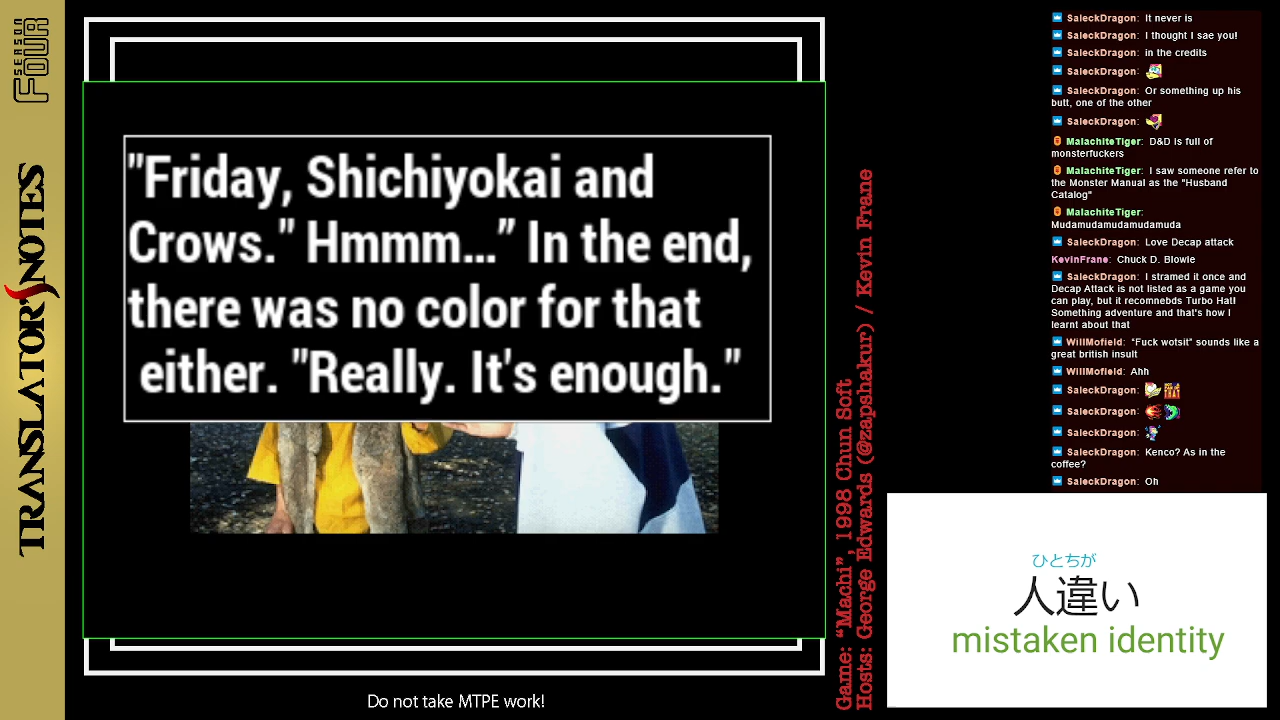 SEASON
FOUR
TRANSLATOR'S NOTES
"Friday, Shichiyokai and
Crows." Hmmm…” In the end,
there was no color for that
either. "Really. It's enough."
Do not take MTPE work!
Game: “Machi”, 1998 Chun Soft
Hosts: George Edwards (@zapshakur) / Kevin Frane
SaleckDragon: It never is
SaleckDragon: I thought I sae you!
SaleckDragon: in the credits
SaleckDragon:
SaleckDragon: Or something up his
butt, one of the other
SaleckDragon:
MalachiteTiger: D&D is full of
monsterfuckers
MalachiteTiger: I saw someone refer to
the Monster Manual as the "Husband
Catalog"
MalachiteTiger:
Mudamudamudamudamuda
SaleckDragon: Love Decap attack
KevinFrane: Chuck D. Blowie
SaleckDragon: I stramed it once and
Decap Attack is not listed as a game you
can play, but it recomnebds Turbo Hatl
Something adventure and that's how I
learnt about that
WillMofield: "Fuck wotsit" sounds like a
great british insult
WillMofield: Ahh
SaleckDragon:
SaleckDragon:
SaleckDragon:
SaleckDragon: Kenco? As in the
coffee?
SaleckDragon: Oh
ひとちが
人違い
mistaken identity